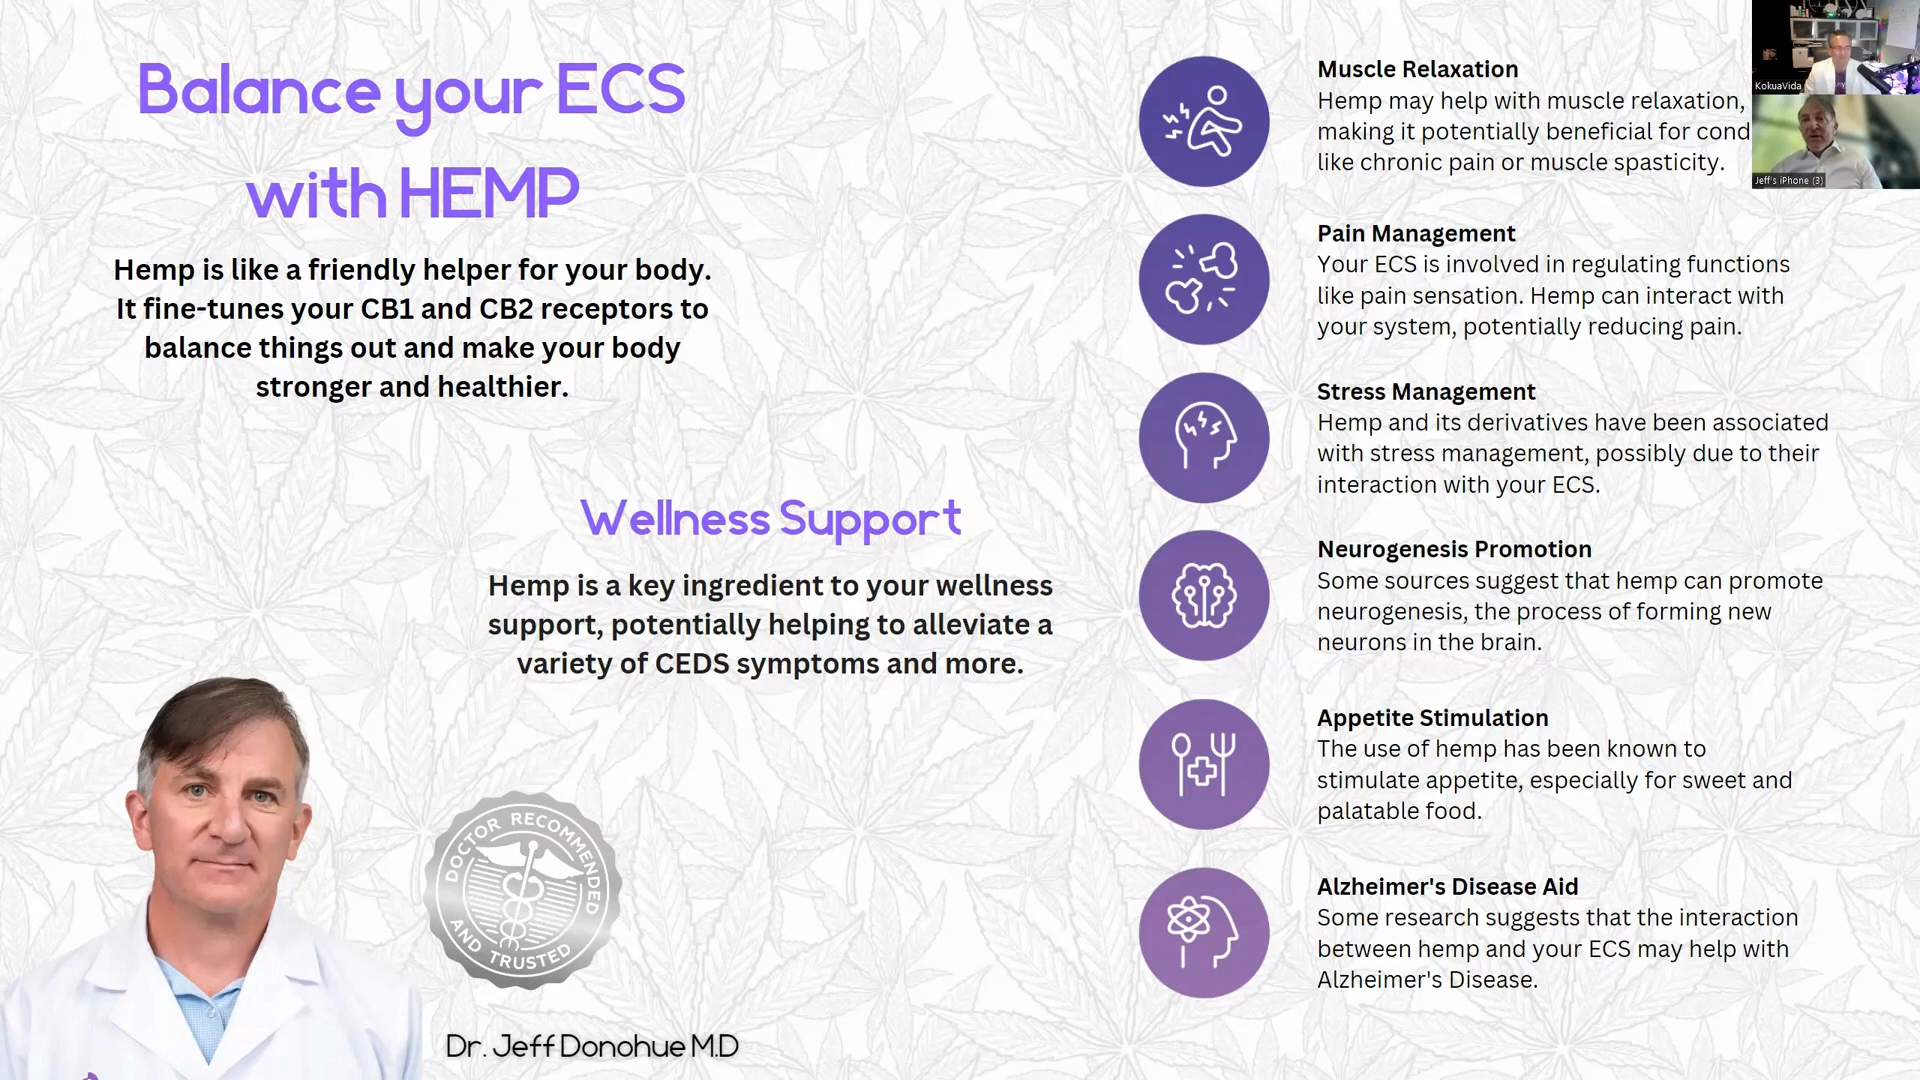 Balance your ECS
with HEMP
Hemp is like a friendly helper for your body.
It fine-tunes your CB1 and CB2 receptors to
balance things out and make your body
stronger and healthier.
Wellness Support
Hemp is a key ingredient to your wellness
support, potentially helping to alleviate a
variety of CEDS symptoms and more.
DOCTOR RECOMMENDED
AND TRUSTED
Dr. Jeff Donohue M.D
Muscle Relaxation
Hemp may help with muscle relaxation,
making it potentially beneficial for cond
like chronic pain or muscle spasticity.
Pain Management
Your ECS is involved in regulating functions
like pain sensation. Hemp can interact with
your system, potentially reducing pain.
Stress Management
Hemp and its derivatives have been associated
with stress management, possibly due to their
interaction with your ECS.
Neurogenesis Promotion
Some sources suggest that hemp can promote
neurogenesis, the process of forming new
neurons in the brain.
Appetite Stimulation
The use of hemp has been known to
stimulate appetite, especially for sweet and
palatable food.
Alzheimer's Disease Aid
Some research suggests that the interaction
between hemp and your ECS may help with
Alzheimer's Disease.
KokuaVida
Jeff's iPhone (3)